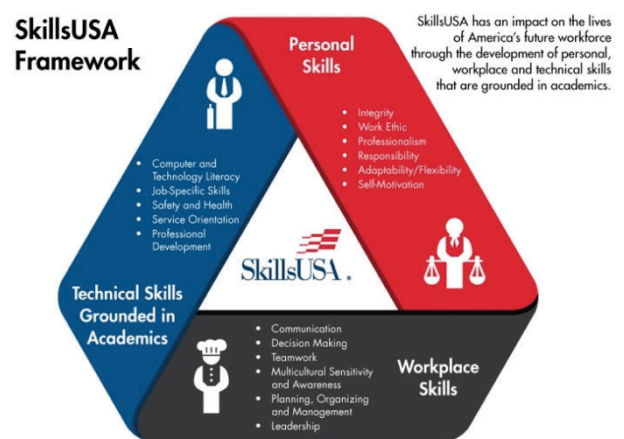 SkillsUSA
Framework
SkillsUSA has an impact on the lives
of America's future workforce
through the development of personal,
workplace and technical skills
that are grounded in academics.
Personal
Skills
• Integrity
• Work Ethic
• Professionalism
• Responsibility
• Adaptability/Flexibility
• Self-Motivation
• Computer and
Technology Literacy
• Job-Specific Skills
• Safety and Health
• Service Orientation
• Professional
Development
SkillsUSA.
Technical Skills
Grounded in
Academics
• Communication
• Decision Making
• Teamwork
• Multicultural Sensitivity
and Awareness
• Planning, Organizing
and Management
• Leadership
Workplace
Skills